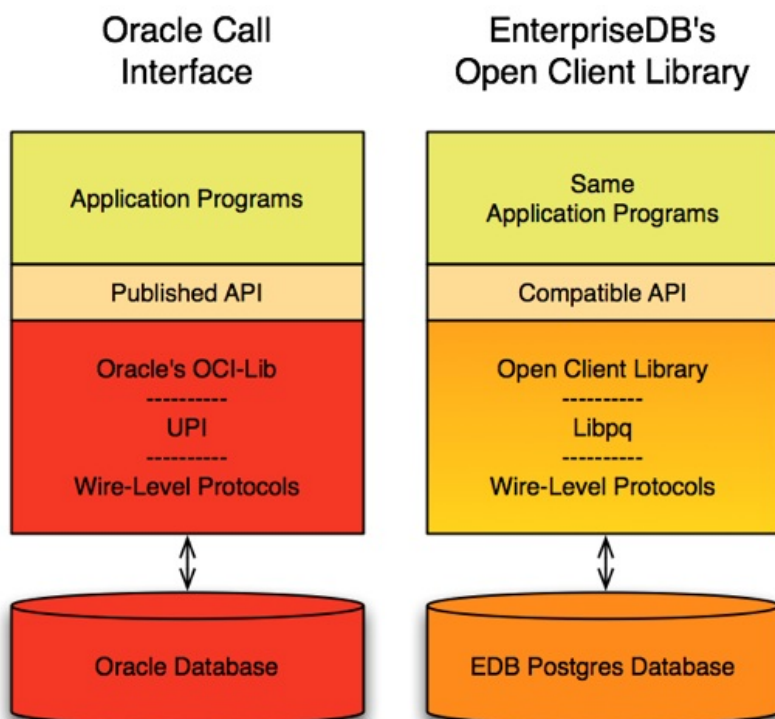 Oracle Call
Interface
Application Programs
Published API
Oracle's OCI-Lib
----------
UPI
----------
Wire-Level Protocols
Oracle Database
EnterpriseDB's
Open Client Library
Same
Application Programs
Compatible API
Open Client Library
----------
Libpq
----------
Wire-Level Protocols
EDB Postgres Database